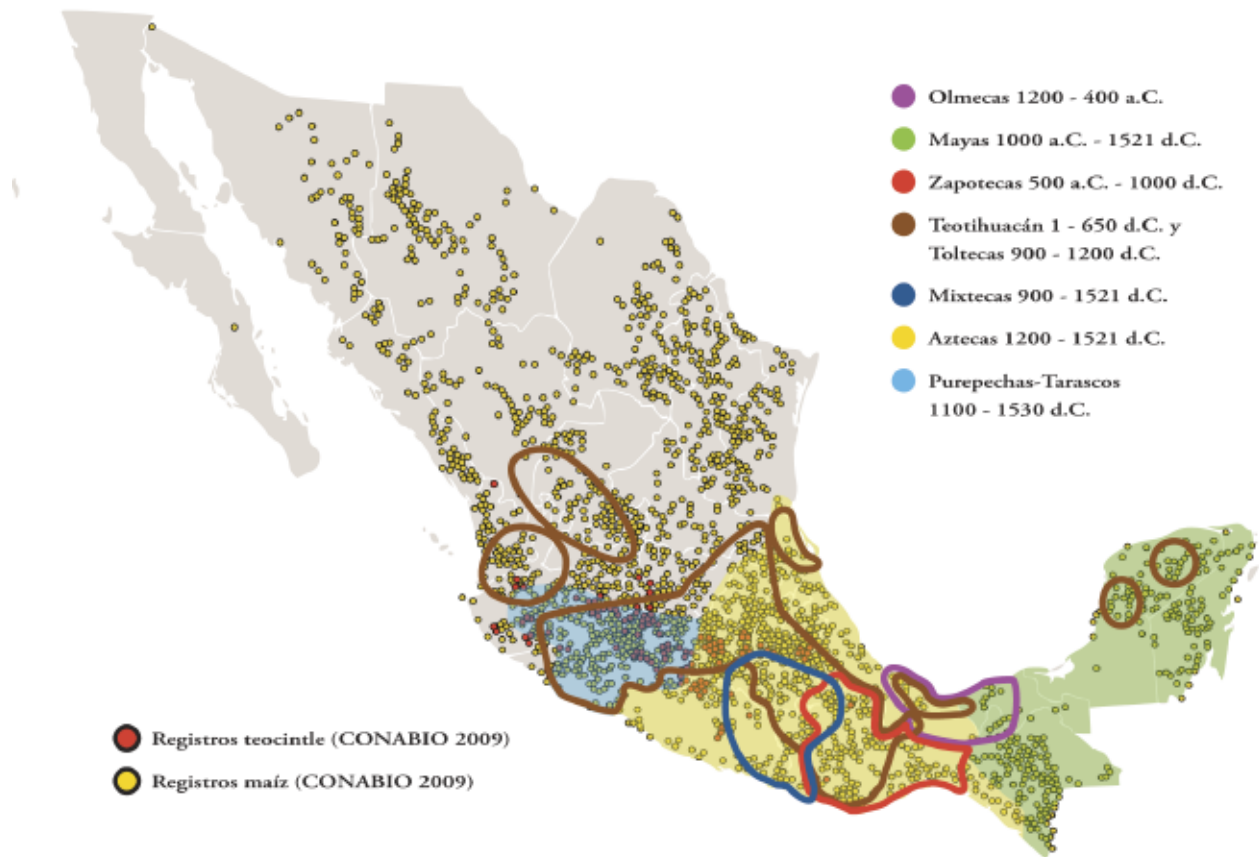 Olmecas 1200 - 400 a.C.
Mayas 1000 a.C. - 1521 d.C.
Zapotecas 500 a.C. - 1000 d.C.
Teotihuacán 1 - 650 d.C. y
Toltecas 900 - 1200 d.C.
Mixtecas 900 - 1521 d.C.
Aztecas 1200 - 1521 d.C.
Purepechas-Tarascos
1100 - 1530 d.C.
Registros teocintle (CONABIO 2009)
Registros maíz (CONABIO 2009)